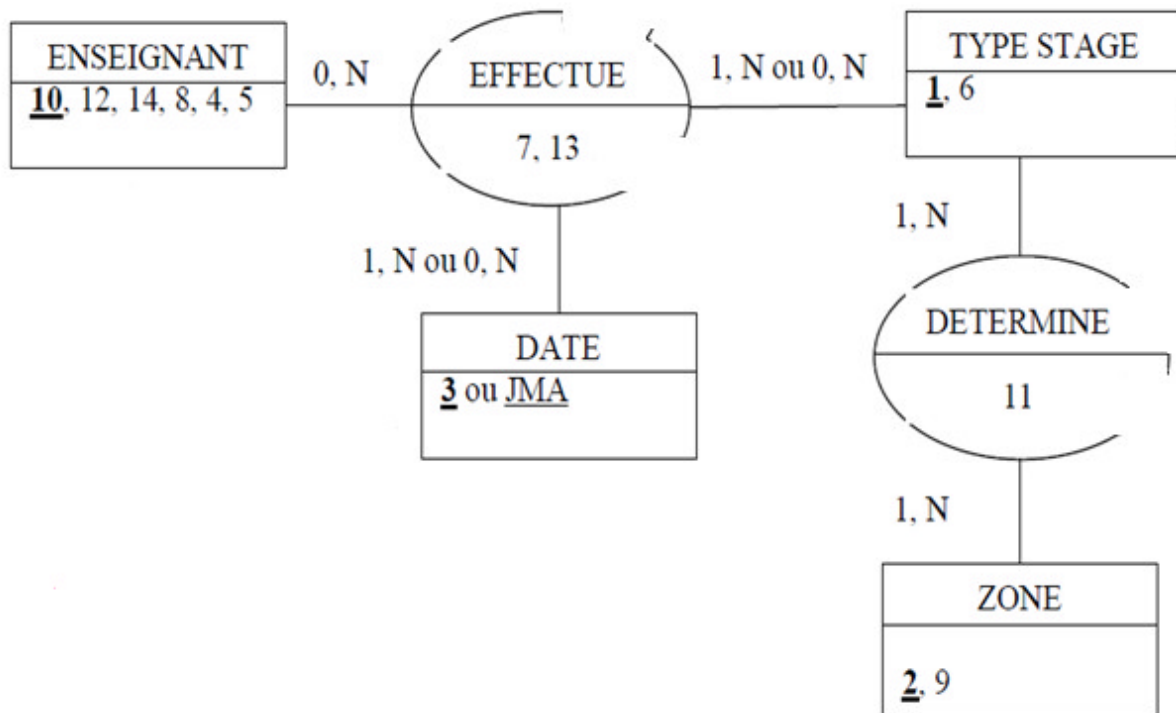 ENSEIGNANT
10, 12, 14, 8, 4, 5
0, N
EFFECTUE
7, 13
1, N ou 0, N
TYPE STAGE
1, 6
1, N ou 0, N
DATE
3 ou JMA
1, N
DETERMINE
11
1, N
ZONE
2, 9